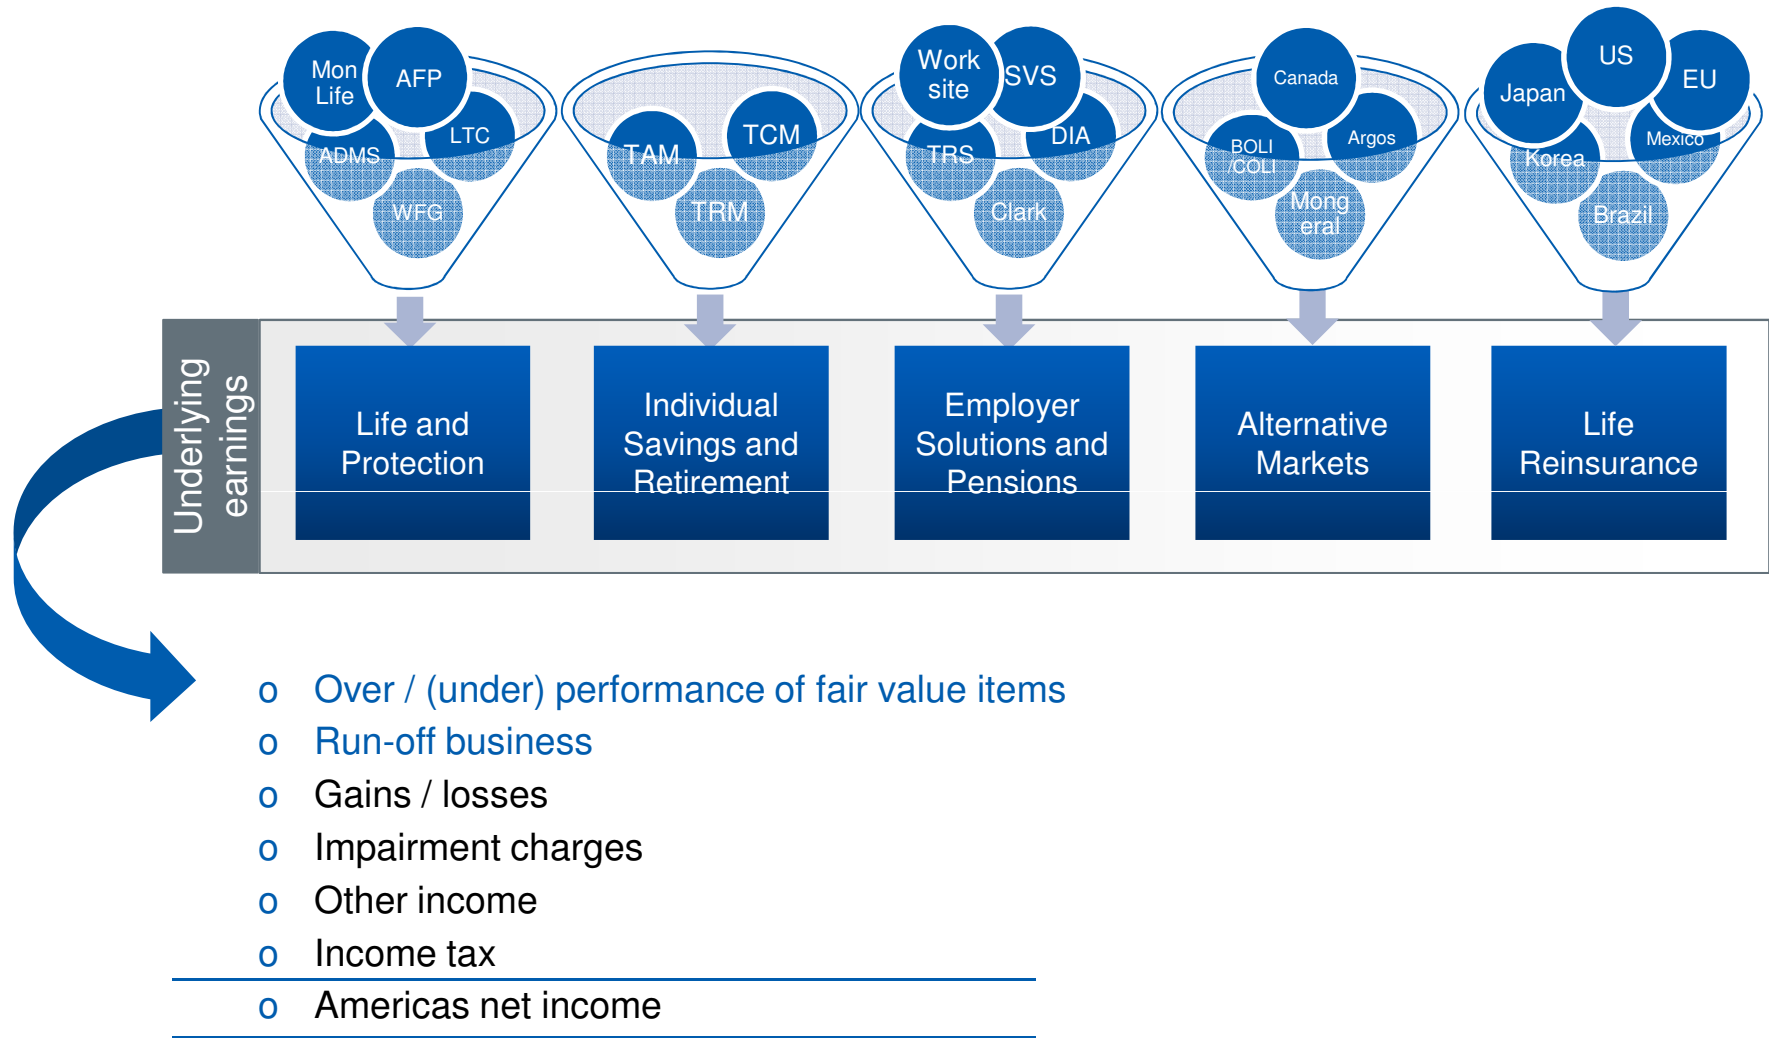 Mon
Life
AFP
ADMS
LTC
WFG
TAM
TCM
TRM
Work
site
SVS
TRS
DIA
Clark
Canada
BOLI
/COLI
Argos
Mong
eral
Japan
US
EU
Korea
Mexico
Brazil
Underlying
earnings
Life and
Protection
Individual
Savings and
Retirement
Employer
Solutions and
Pensions
Alternative
Markets
Life
Reinsurance
o Over / (under) performance of fair value items
o Run-off business
o Gains / losses
o Impairment charges
o Other income
o Income tax
o Americas net income